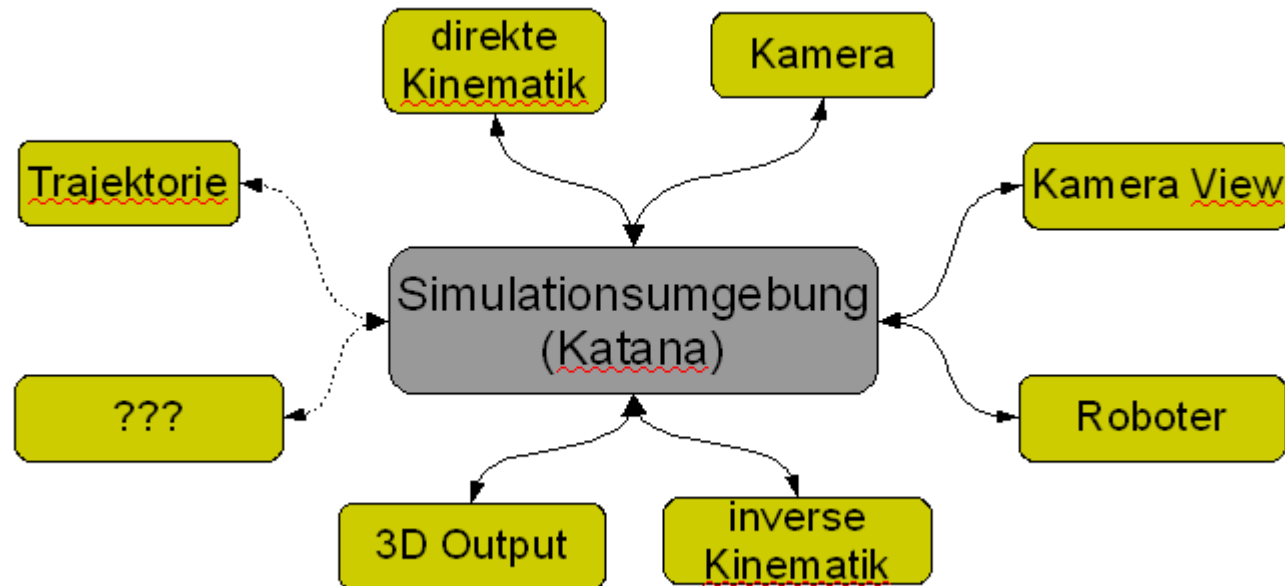 direkte
Kinematik
Kamera
Trajektorie
Kamera View
Simulationsumgebung
(Katana)
???
Roboter
3D Output
inverse
Kinematik